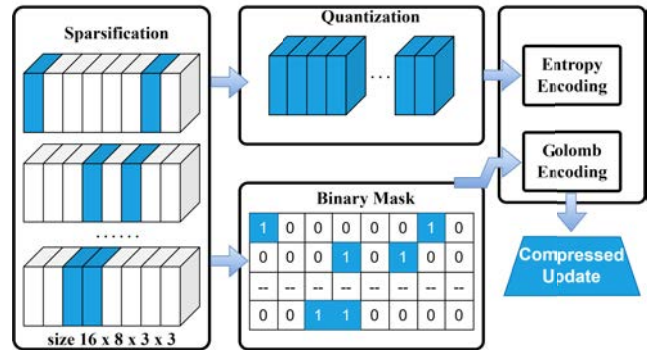 Sparsification
......
size 16 x 8 x 3 x 3
Quantization
...
Binary Mask
1 0 0 0 0 0 1 0
0 0 0 1 0 1 0 0
-- -- -- -- -- -- -- --
0 0 1 1 0 0 0 0
Entropy
Encoding
Golomb
Encoding
Compressed
Update